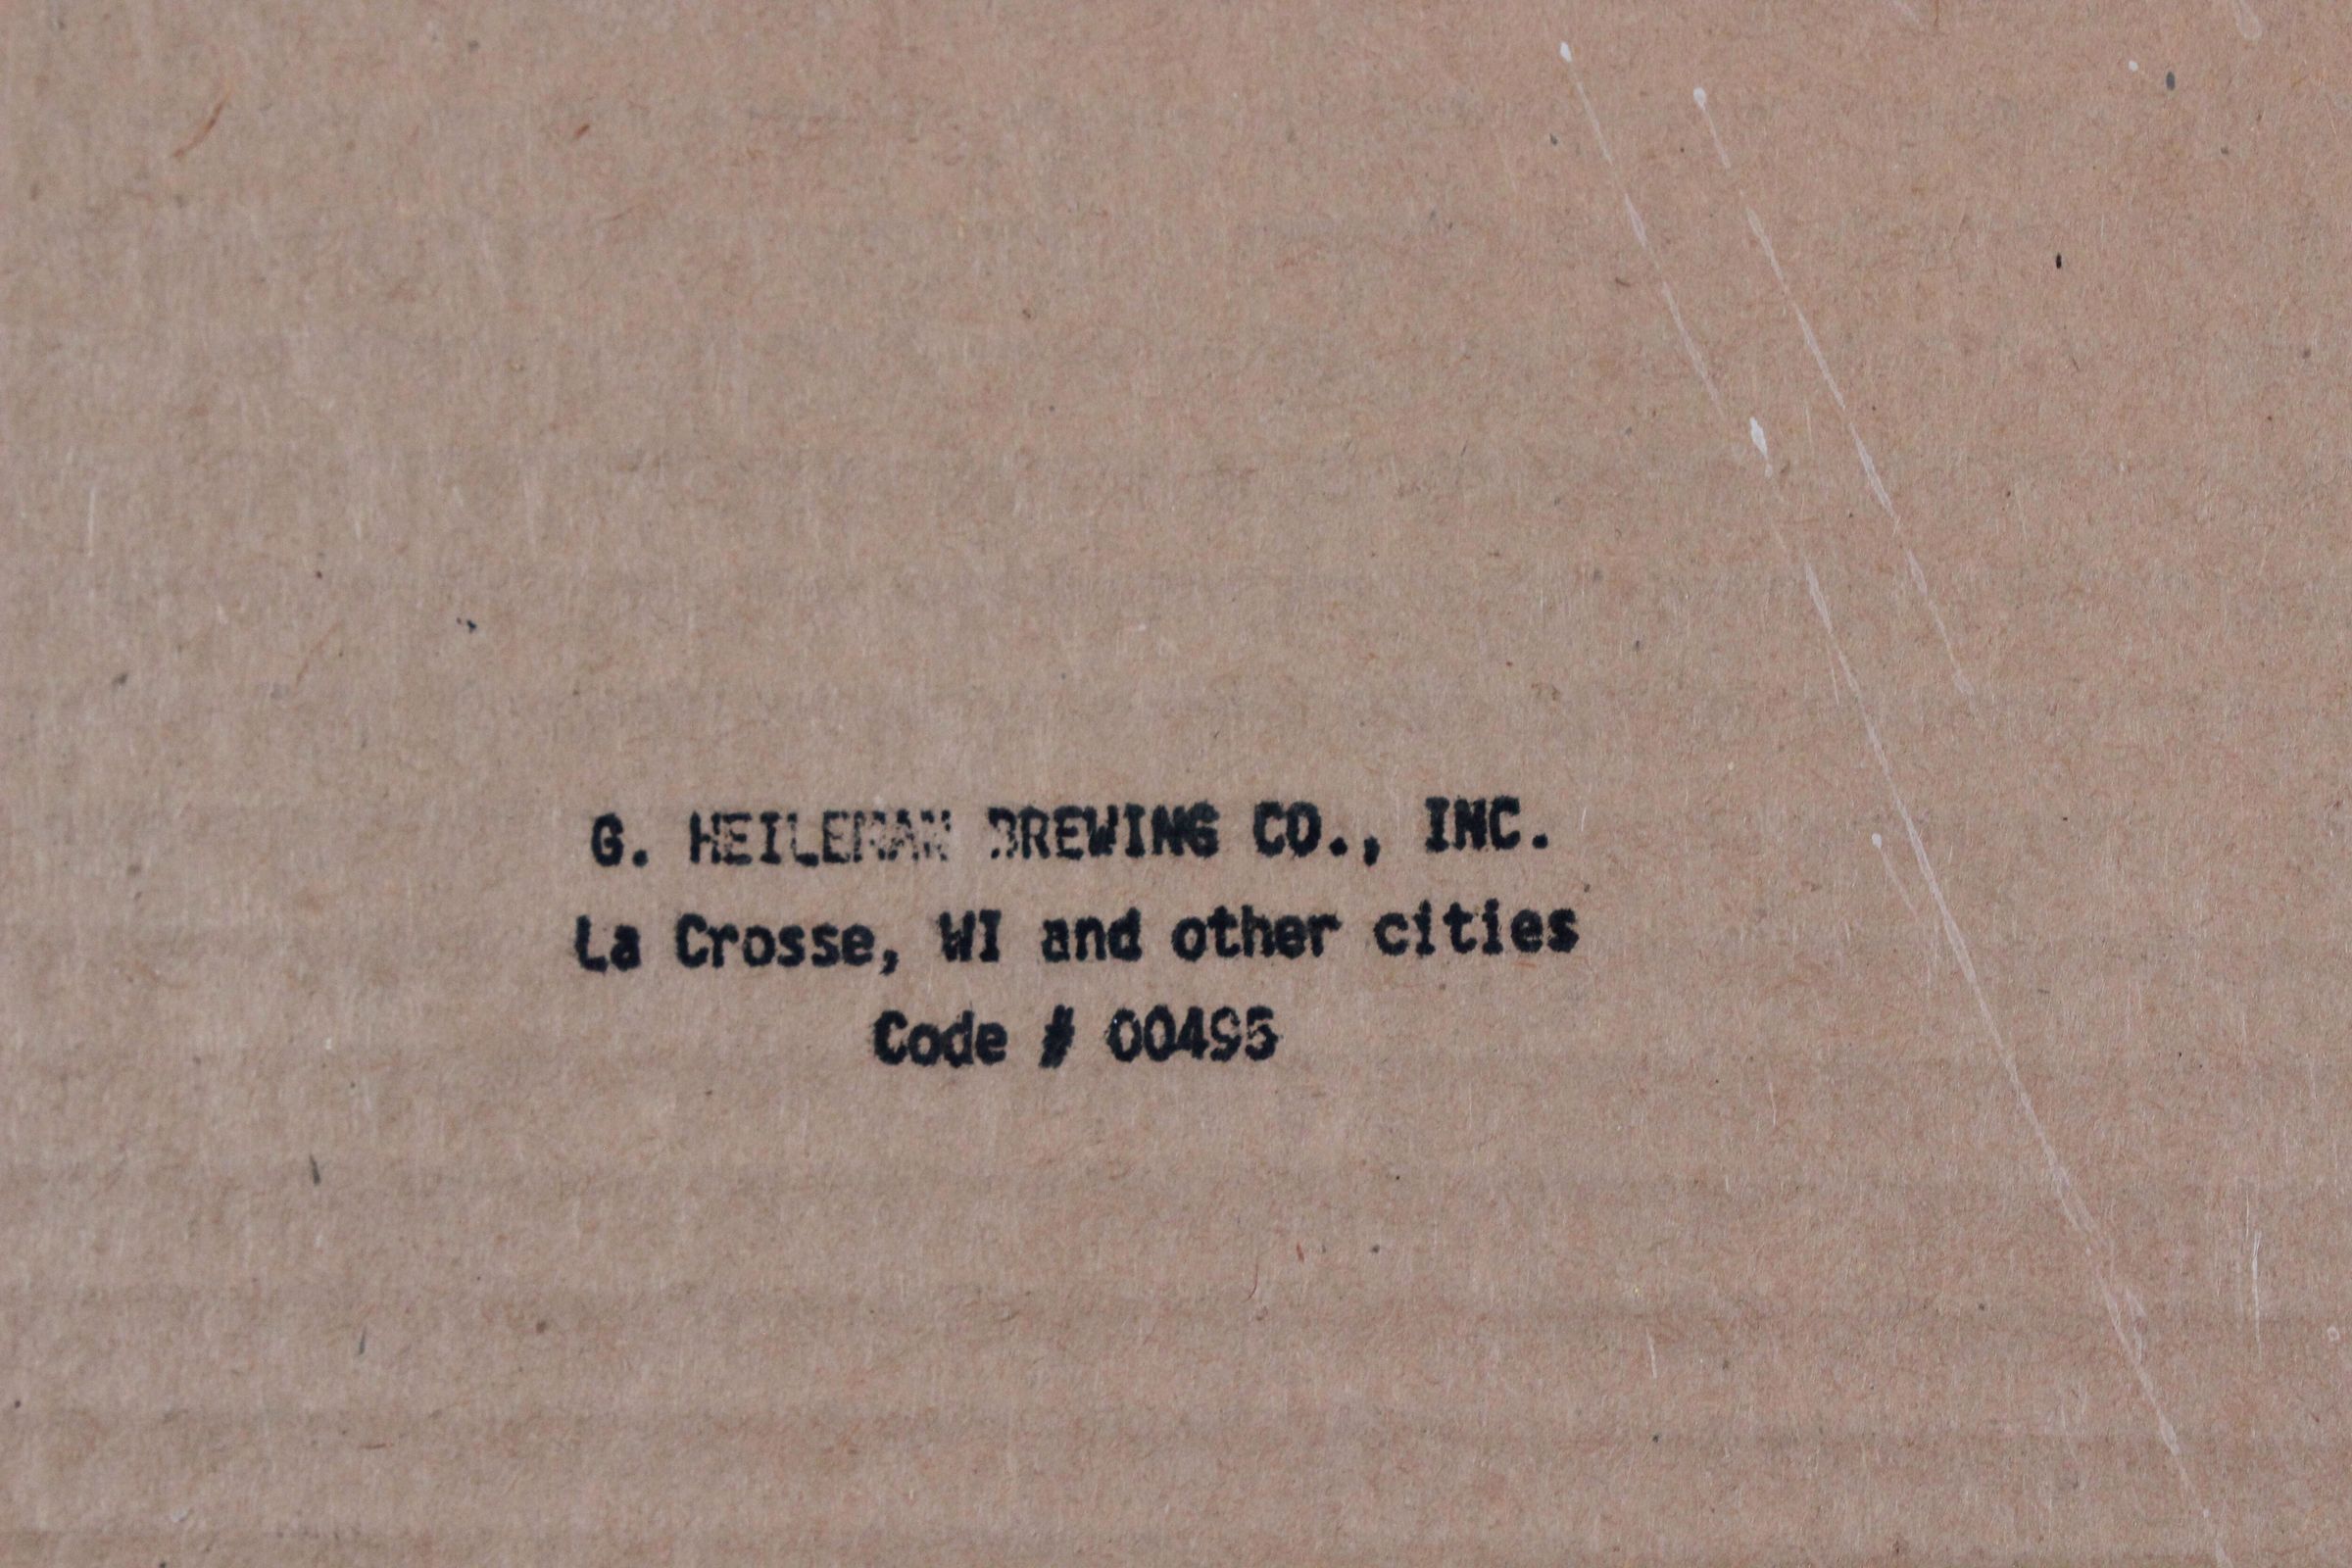 G. HEILEMAN BREWING CO., INC.
La Crosse, WI and other cities
Code # 00495